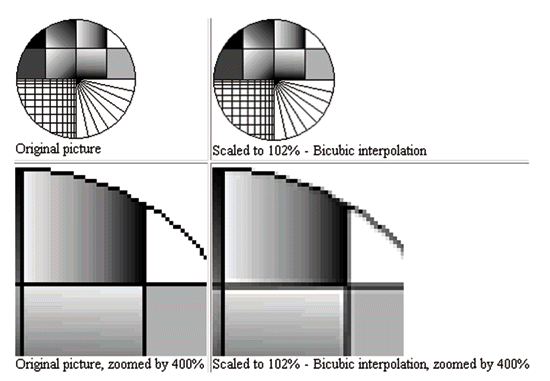 Original picture
Scaled to 102% - Bicubic interpolation
Original picture, zoomed by 400%
Scaled to 102% - Bicubic interpolation, zoomed by 400%